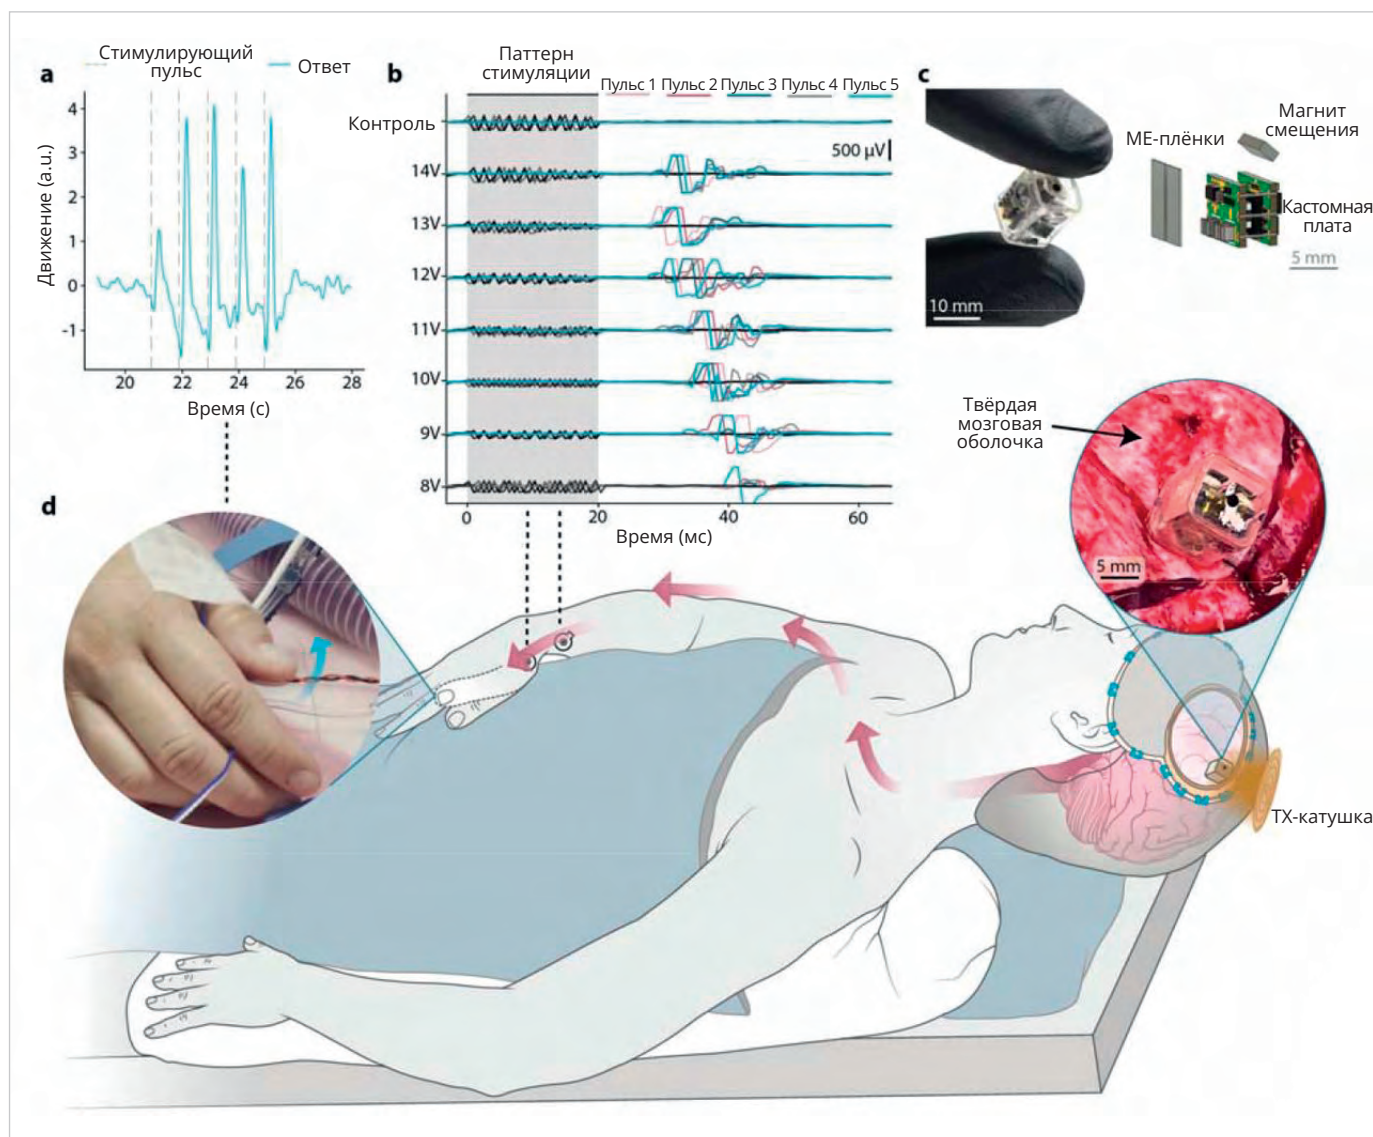 a
Стимулирующий
пульс
Ответ
Движение (a.u.)
4
3
2
1
0
-1
20 22 24 26 28
Время (с)
b
Паттерн
стимуляции
Пульс 1 Пульс 2 Пульс 3 Пульс 4 Пульс 5
Контроль
500 µV
14V
13V
12V
11V
10V
9V
8V
0 20 40 60
Время (мс)
c
10 mm
МЕ-плёнки
Магнит
смещения
Кастомная
плата
5 mm
Твёрдая
мозговая
оболочка
5 mm
d
ТХ-катушка